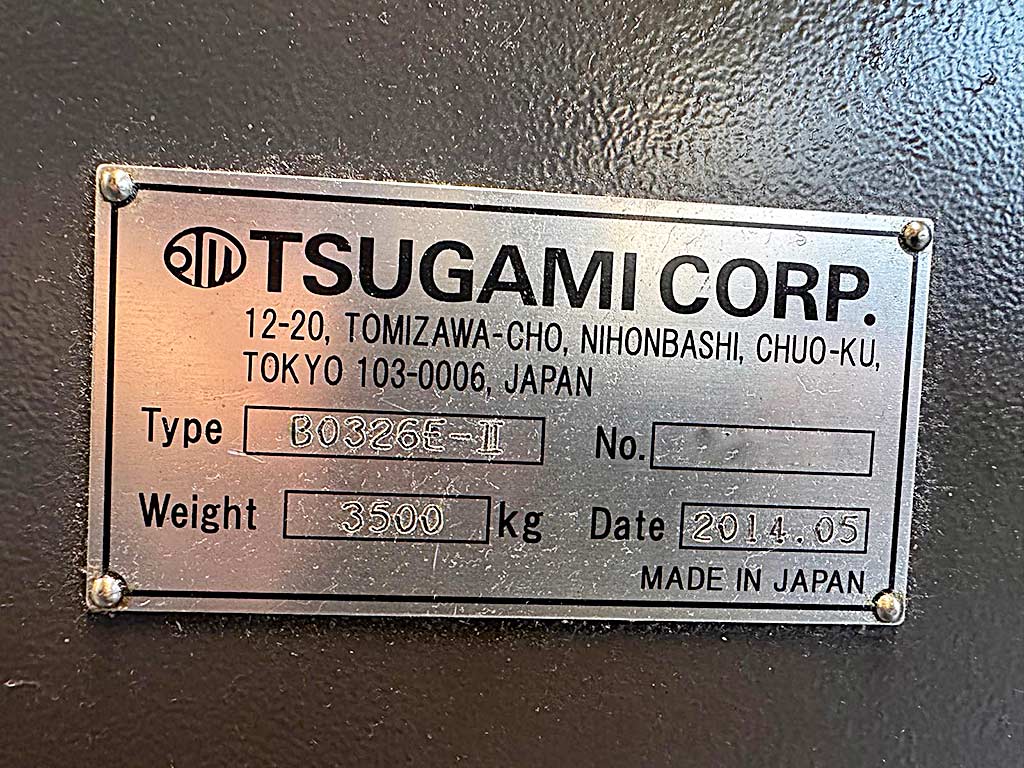 TSUGAMI CORP.
12-20, TOMIZAWA-CHO, NIHONBASHI, CHUO-KU,
TOKYO 103-0006, JAPAN
Type B0326E-II No.
Weight 3500 kg Date 2014.05
MADE IN JAPAN